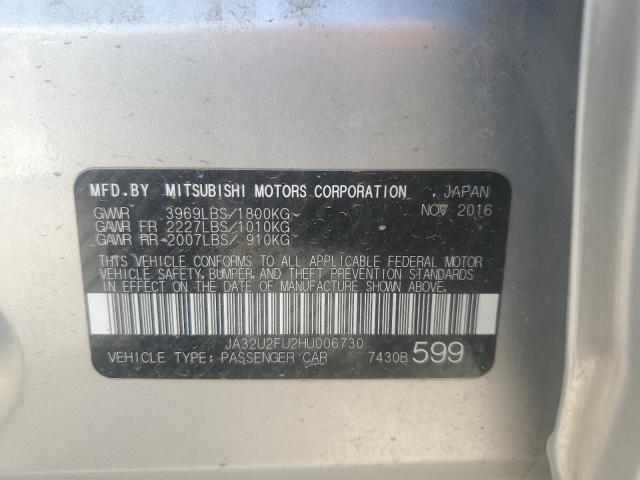 MFD.BY MITSUBISHI MOTORS CORPORATION JAPAN
GVWR 3969LBS/1800KG NOV 2016
GAWR FR 2227LBS/1010KG
GAWR RR 2007LBS/ 910KG
THIS VEHICLE CONFORMS TO ALL APPLICABLE FEDERAL MOTOR
VEHICLE SAFETY, BUMPER, AND THEFT PREVENTION STANDARDS
IN EFFECT ON THE DATE OF MANUFACTURE SHOWN ABOVE.
JA32U2FU2HU006730
VEHICLE TYPE: PASSENGER CAR 7430B 599